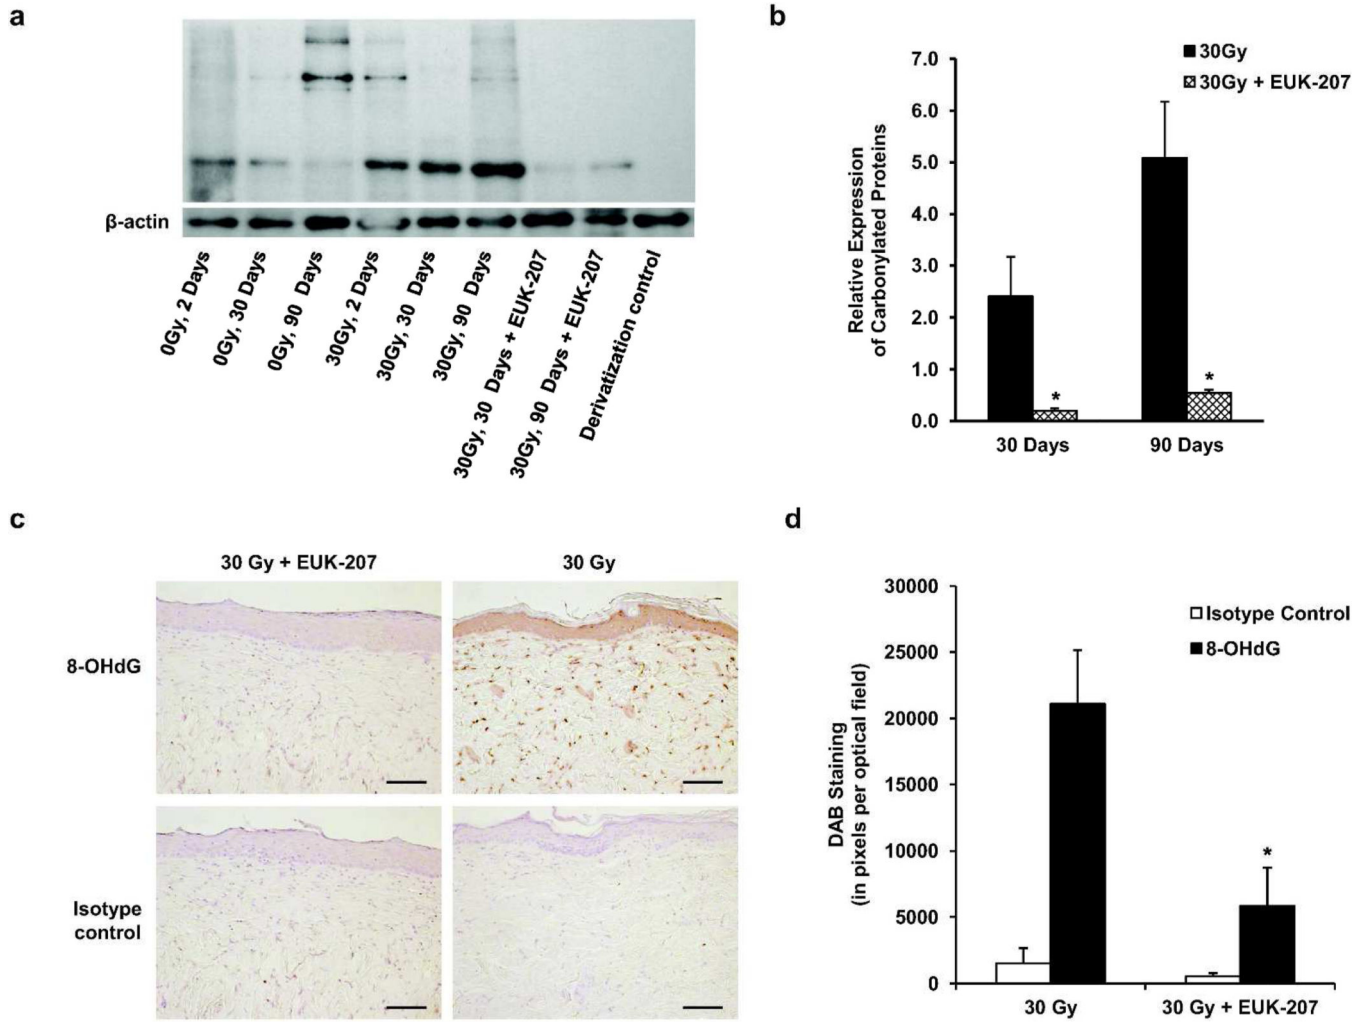 a
β-actin
0Gy, 2 Days
0Gy, 30 Days
0Gy, 90 Days
30Gy, 2 Days
30Gy, 30 Days
30Gy, 90 Days
30Gy, 30 Days + EUK-207
30Gy, 90 Days + EUK-207
Derivatization control
b
Relative Expression
of Carbonylated Proteins
7.0
6.0
5.0
4.0
3.0
2.0
1.0
0.0
30Gy
30Gy + EUK-207
*
*
30 Days
90 Days
c
30 Gy + EUK-207
30 Gy
8-OHdG
Isotype
control
d
DAB Staining
(in pixels per optical field)
30000
25000
20000
15000
10000
5000
0
Isotype Control
8-OHdG
*
30 Gy
30 Gy + EUK-207